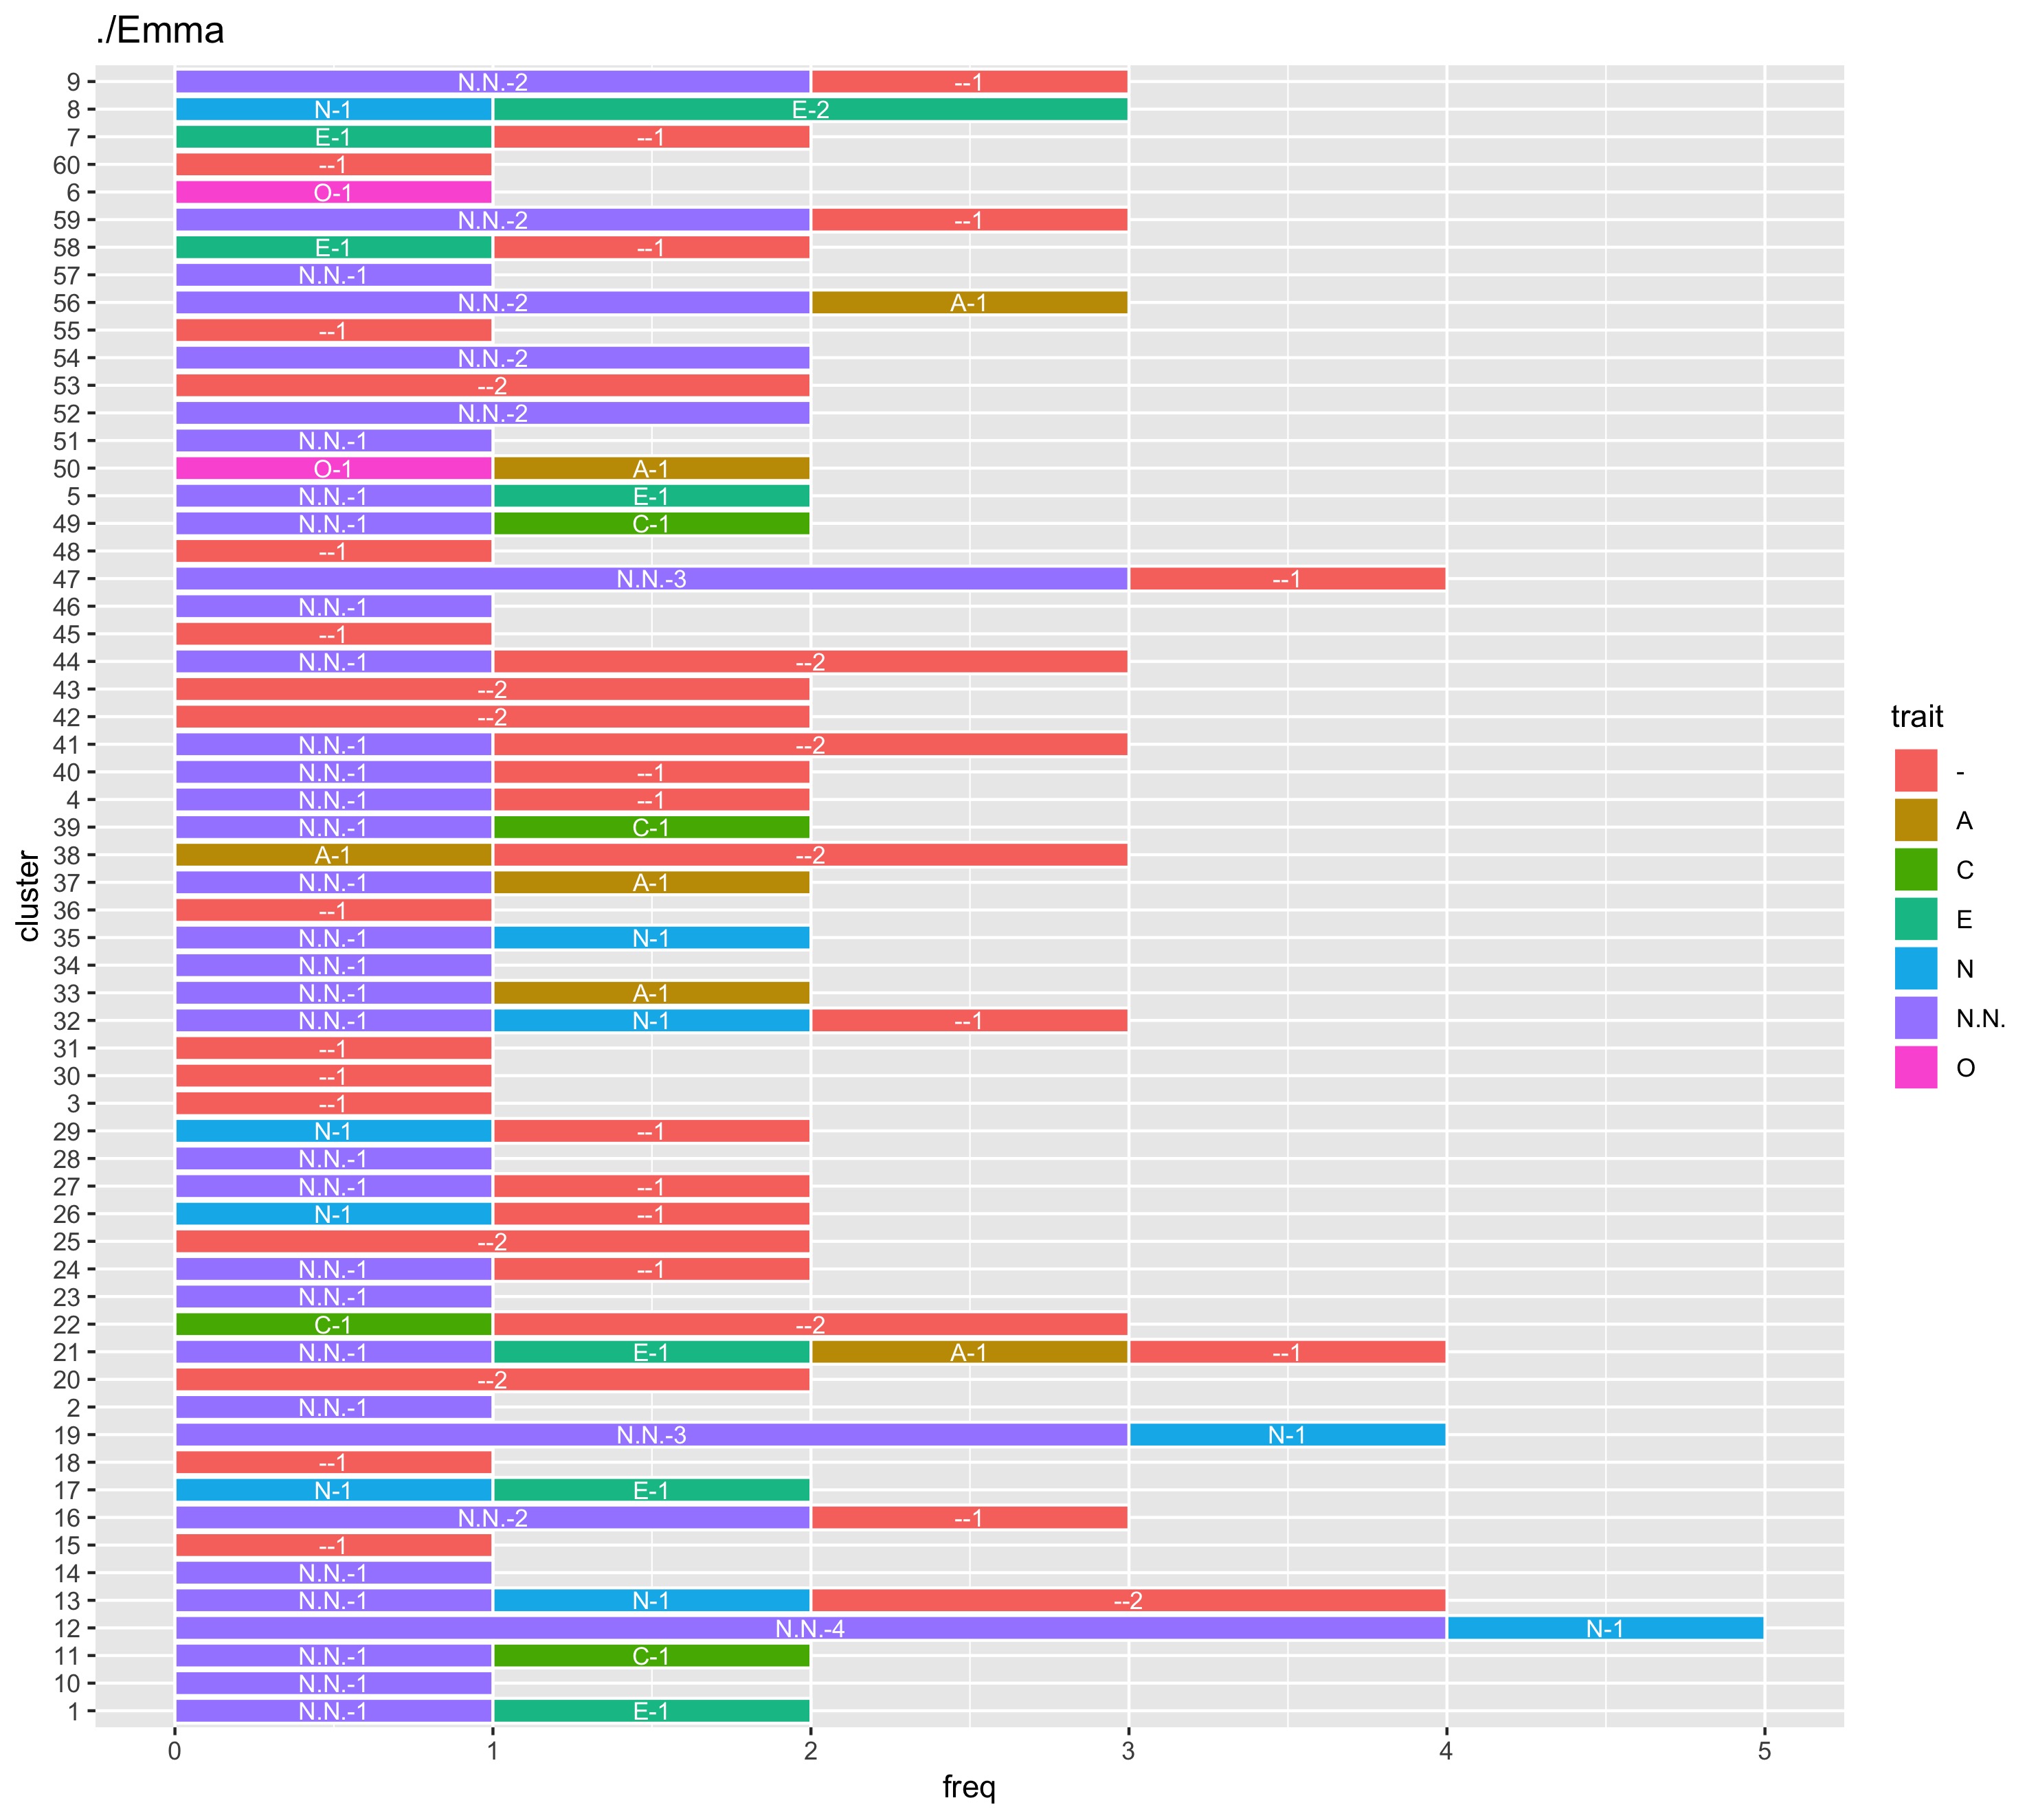 ./Emma
9 N.N.-2 --1
8 N-1 E-2
7 E-1 --1
60 --1
6 O-1
59 N.N.-2 --1
58 E-1 --1
57 N.N.-1
56 N.N.-2 A-1
55 --1
54 N.N.-2
53 --2
52 N.N.-2
51 N.N.-1
50 O-1 A-1
5 N.N.-1 E-1
49 N.N.-1 C-1
48 --1
47 N.N.-3 --1
46 N.N.-1
45 --1
44 N.N.-1 --2
43 --2
42 --2
41 N.N.-1 --2
40 N.N.-1 --1
4 N.N.-1 --1
39 N.N.-1 C-1
38 A-1 --2
37 N.N.-1 A-1
36 --1
35 N.N.-1 N-1
34 N.N.-1
33 N.N.-1 A-1
32 N.N.-1 N-1 --1
31 --1
30 --1
3 --1
29 N-1 --1
28 N.N.-1
27 N.N.-1 --1
26 N-1 --1
25 --2
24 N.N.-1 --1
23 N.N.-1
22 C-1 --2
21 N.N.-1 E-1 A-1 --1
20 --2
2 N.N.-1
19 N.N.-3 N-1
18 --1
17 N-1 E-1
16 N.N.-2 --1
15 --1
14 N.N.-1
13 N.N.-1 N-1 --2
12 N.N.-4 N-1
11 N.N.-1 C-1
10 N.N.-1
1 N.N.-1 E-1
0 1 2 3 4 5
freq
cluster
trait
-
A
C
E
N
N.N.
O